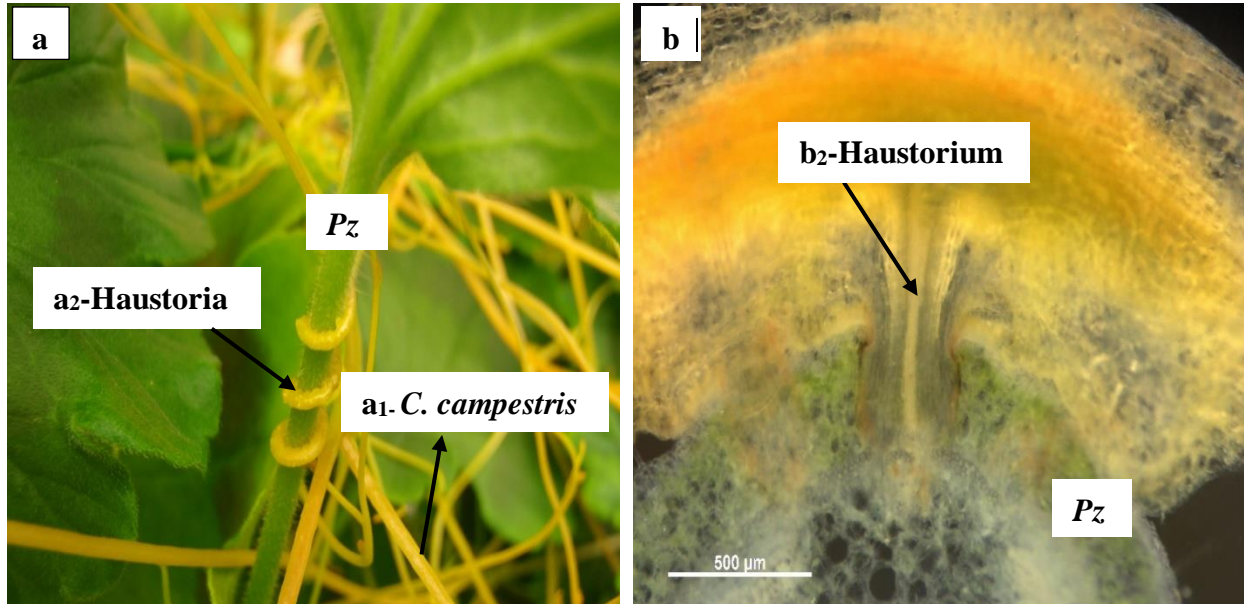 a
Pz
a₂-Haustoria
a₁- C. campestris
b
b₂-Haustorium
Pz
500 µm